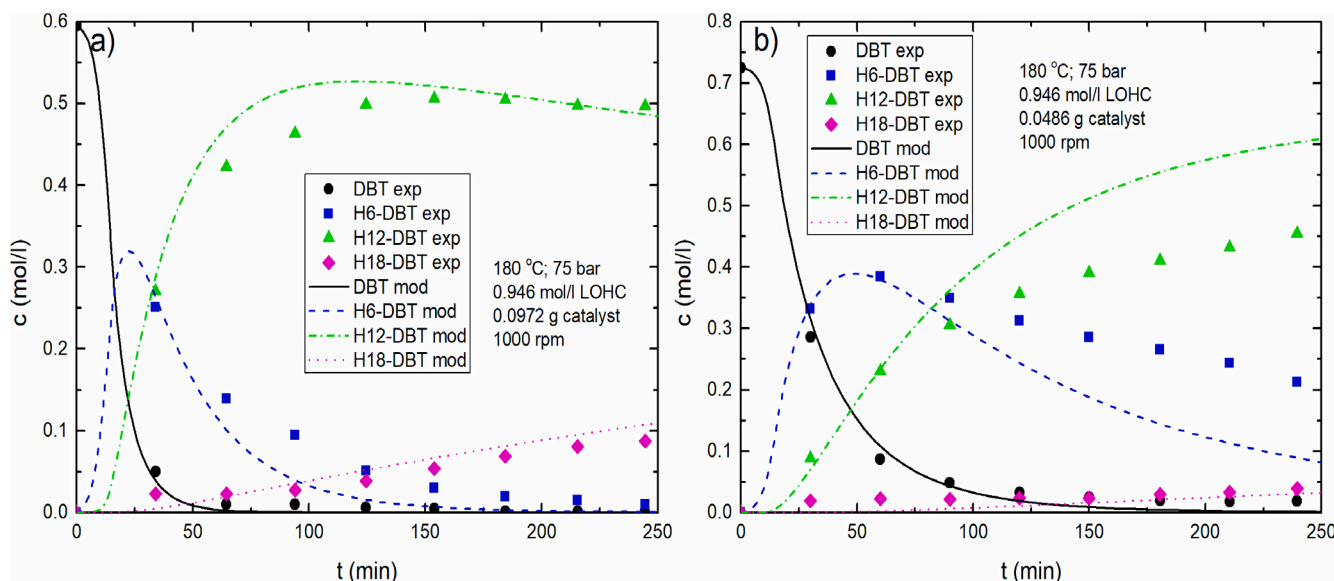 a)
0.6
0.5
0.4
0.3
0.2
0.1
0.0
c (mol/l)
DBT exp
H6-DBT exp
H12-DBT exp
H18-DBT exp
DBT mod
H6-DBT mod
H12-DBT mod
H18-DBT mod
180 °C; 75 bar
0.946 mol/l LOHC
0.0972 g catalyst
1000 rpm
0 50 100 150 200 250
t (min)
b)
0.8
0.7
0.6
0.5
0.4
0.3
0.2
0.1
0.0
c (mol/l)
DBT exp
H6-DBT exp
H12-DBT exp
H18-DBT exp
DBT mod
H6-DBT mod
H12-DBT mod
H18-DBT mod
180 °C; 75 bar
0.946 mol/l LOHC
0.0486 g catalyst
1000 rpm
0 50 100 150 200 250
t (min)